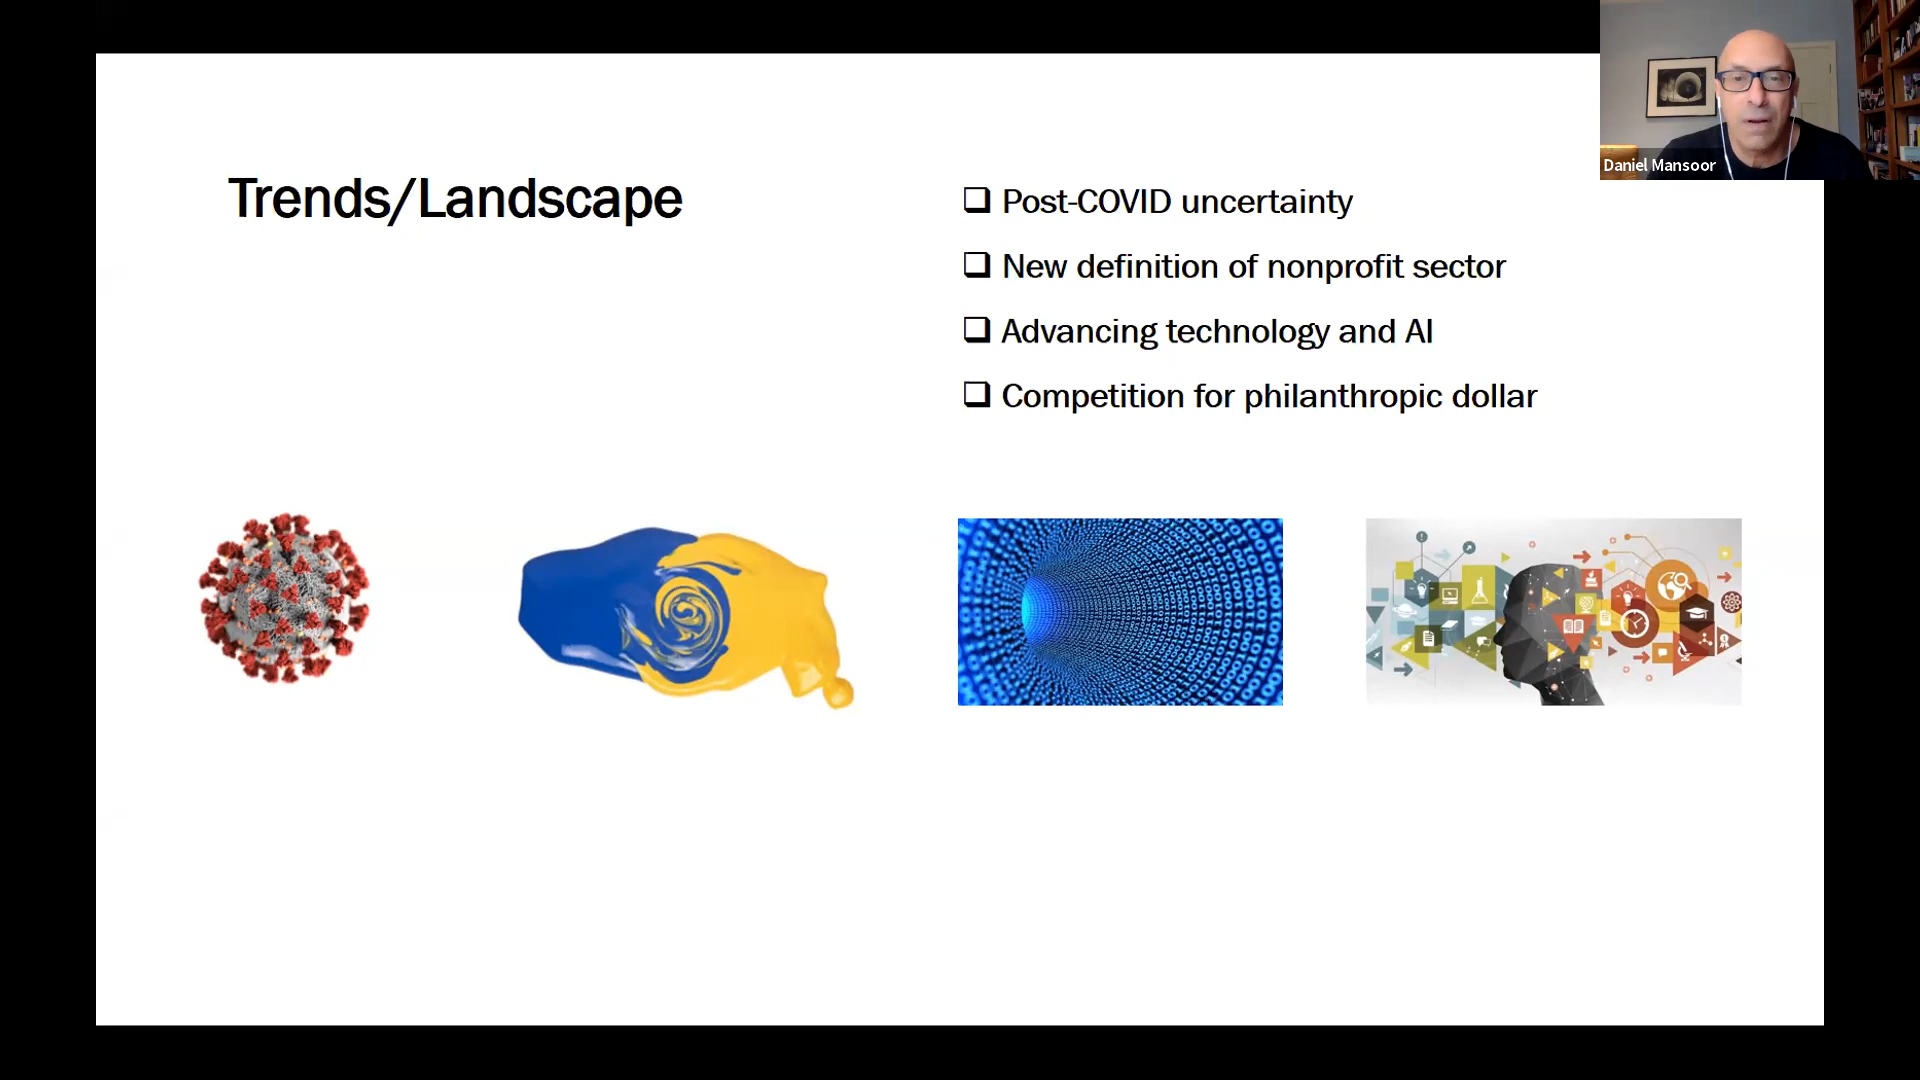 Trends/Landscape
❑ Post-COVID uncertainty
❑ New definition of nonprofit sector
❑ Advancing technology and AI
❑ Competition for philanthropic dollar
Daniel Mansoor